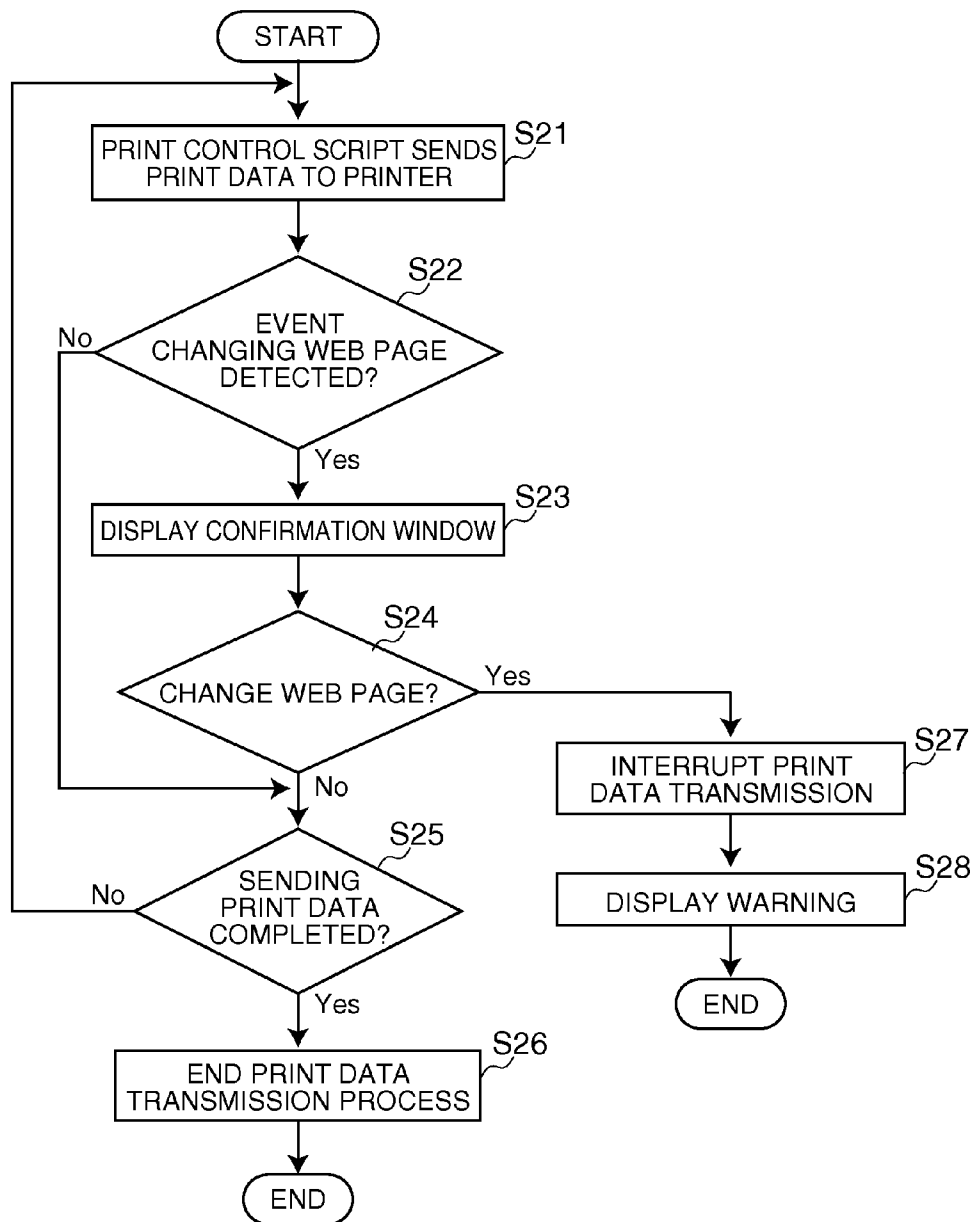 START
PRINT CONTROL SCRIPT SENDS
PRINT DATA TO PRINTER
S21
S22
EVENT
CHANGING WEB PAGE
DETECTED?
No
Yes
S23
DISPLAY CONFIRMATION WINDOW
S24
CHANGE WEB PAGE?
Yes
No
S27
INTERRUPT PRINT
DATA TRANSMISSION
S25
SENDING
PRINT DATA
COMPLETED?
No
Yes
S28
DISPLAY WARNING
END
S26
END PRINT DATA
TRANSMISSION PROCESS
END